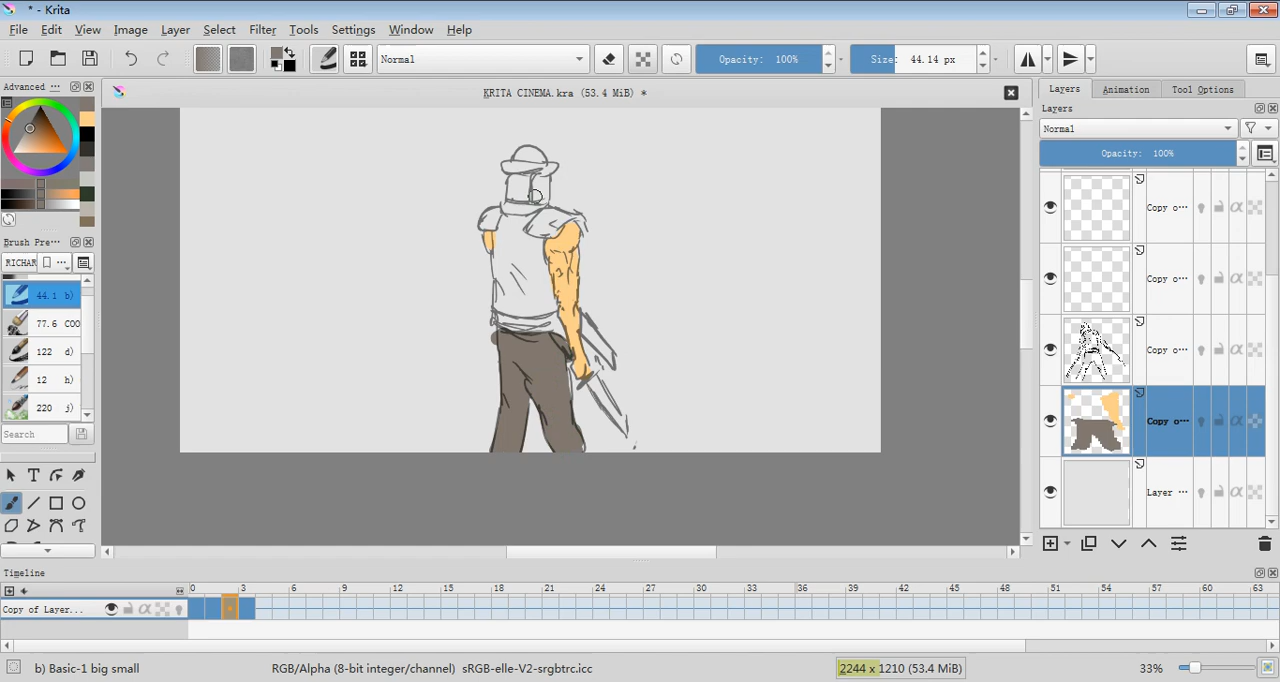 * - Krita
File Edit View Image Layer Select Filter Tools Settings Window Help
Normal Opacity: 100% Size: 44.14 px
KRITA CINEMA.kra (53.4 MiB) *
Advanced ...
Layers Animation Tool Options
Layers
Normal
Opacity: 100%
Copy o...
Copy o...
Copy o...
Copy o...
Layer ...
Brush Pre...
RICHAR ...
44.1 b)
77.6 COO
122 d)
12 h)
220 j)
Search
Timeline
0 3 6 9 12 15 18 21 24 27 30 33 36 39 42 45 48 51 54 57 60 63
Copy of Layer...
b) Basic-1 big small RGB/Alpha (8-bit integer/channel) sRGB-elle-V2-srgbtrc.icc 2244 x 1210 (53.4 MiB) 33%